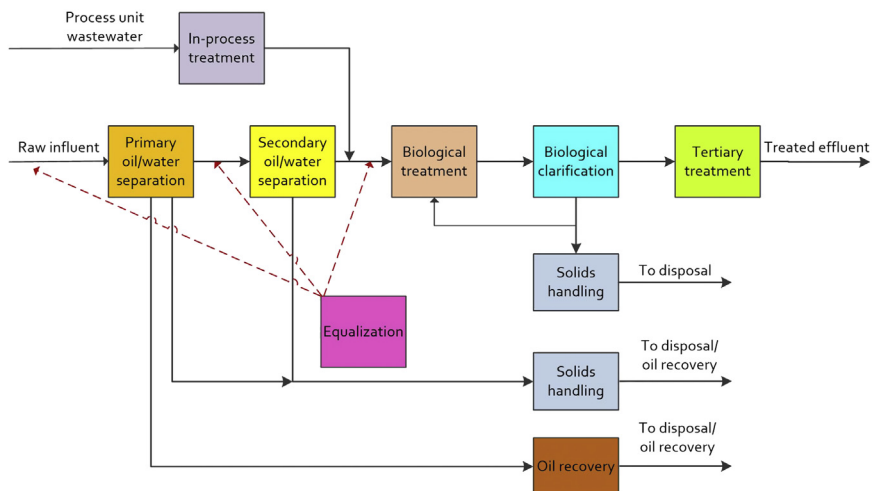 Process unit
wastewater
In-process
treatment
Raw influent
Primary
oil/water
separation
Secondary
oil/water
separation
Biological
treatment
Biological
clarification
Tertiary
treatment
Treated effluent
Solids
handling
To disposal
Equalization
Solids
handling
To disposal/
oil recovery
Oil recovery
To disposal/
oil recovery